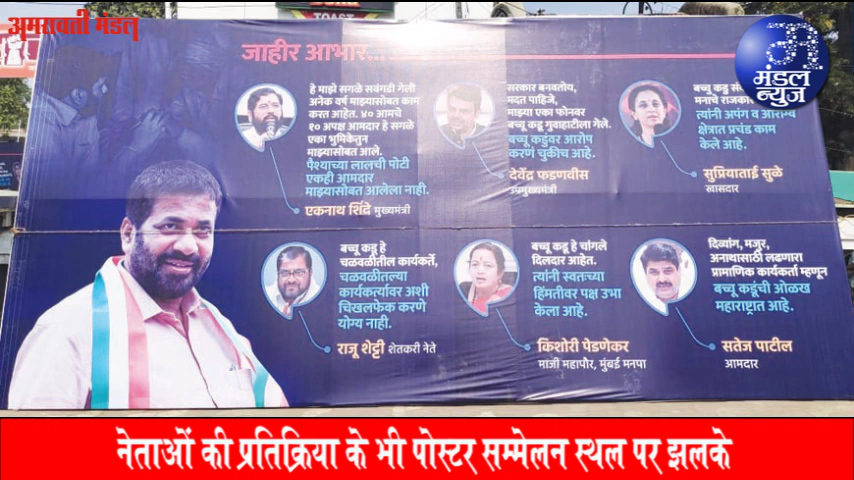 अमरावती मंडल
TOAST
मंडल
न्युज
जाहीर आभार...
हे माझे सगळे सवंगडी गेली
अनेक वर्ष माझ्यासोबत काम
करत आहेत. ४० आमचे
१० अपक्ष आमदार हे सगळे
एका भूमिकेतुन
माझ्यासोबत आले.
पैश्याच्या लालची पोटी
एकही आमदार
माझ्यासोबत आलेला नाही.
एकनाथ शिंदे मुख्यमंत्री
सरकार बनवतोय,
मदत पाहिजे,
माझ्या एका फोनवर
बच्चू कडू गुवाहाटीला गेले.
बच्चू कडुंवर आरोप
करणं चुकीच आहे.
देवेंद्र फडणवीस
उपमुख्यमंत्री
बच्चू कडू
मनाचे राजकार
त्यांनी अपंग व आरोग्य
क्षेत्रात प्रचंड काम
केले आहे.
सुप्रियाताई सुळे
खासदार
बच्चू कडू हे
चळवळीतील कार्यकर्ते,
चळवळीतल्या
कार्यकर्त्यांवर अशी
चिखलफेक करणे
योग्य नाही.
राजू शेट्टी शेतकरी नेते
बच्चू कडू हे चांगले
दिलदार आहेत.
त्यांनी स्वतःच्या
हिंमतीवर पक्ष उभा
केला आहे.
किशोरी पेडणेकर
माजी महापौर, मुंबई मनपा
दिव्यांग, मजुर,
अनाथासाठी लढणारा
प्रामाणिक कार्यकर्ता म्हणून
बच्चू कडूंची ओळख
महाराष्ट्रात आहे.
सतेज पाटील
आमदार
नेताओं की प्रतिक्रिया के भी पोस्टर सम्मेलन स्थल पर झलके